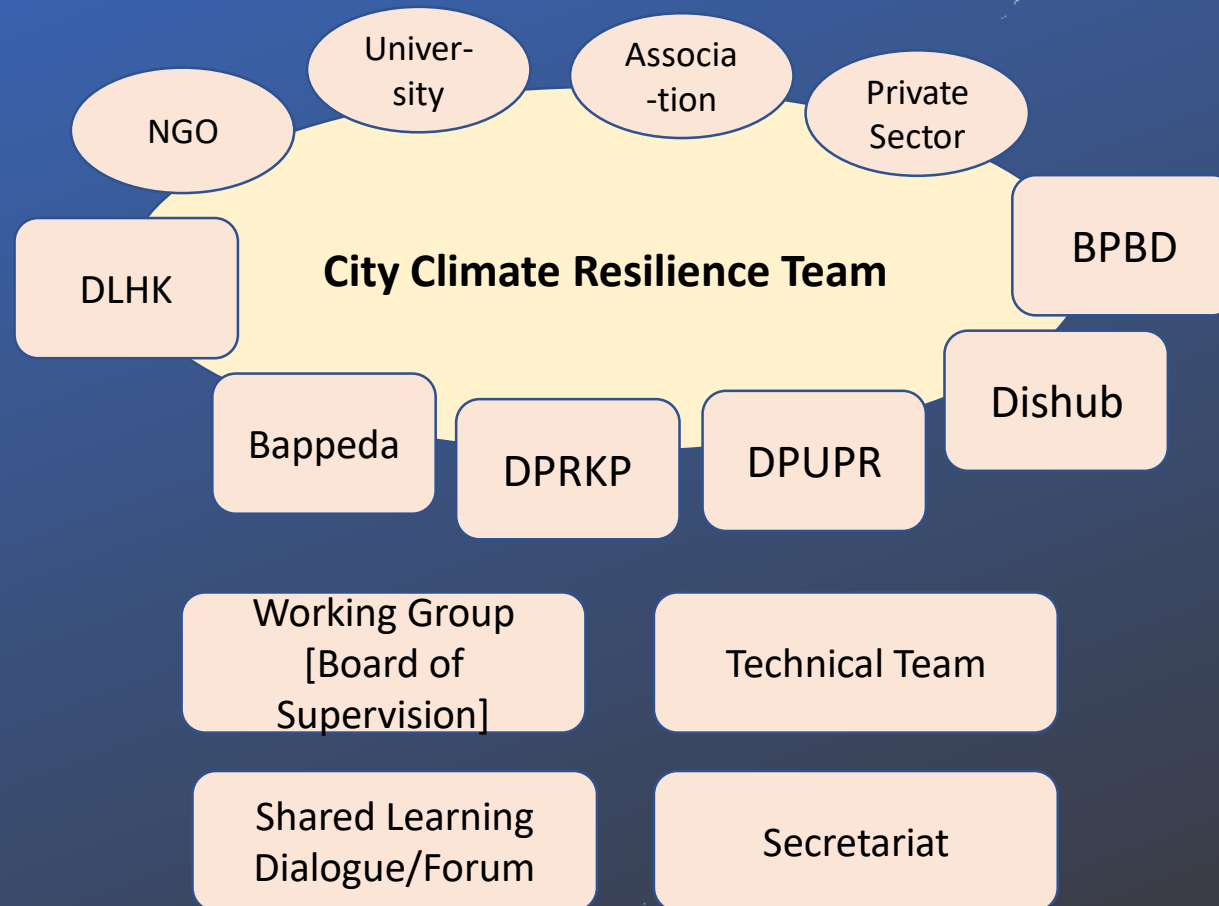 Univer-
sity
Associa
-tion
Private
Sector
NGO
BPBD
City Climate Resilience Team
DLHK
Dishub
Bappeda
DPRKP
DPUPR
Working Group
[Board of
Supervision]
Technical Team
Shared Learning
Dialogue/Forum
Secretariat